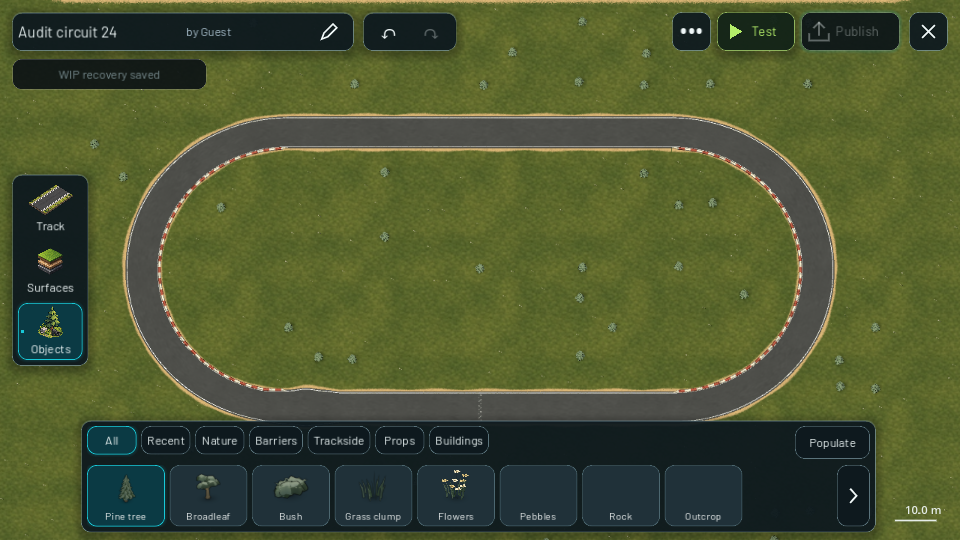 Audit circuit 24
by Guest
Test
Publish
WIP recovery saved
Track
Surfaces
Objects
All
Recent
Nature
Barriers
Trackside
Props
Buildings
Populate
Pine tree
Broadleaf
Bush
Grass clump
Flowers
Pebbles
Rock
Outcrop
10.0 m